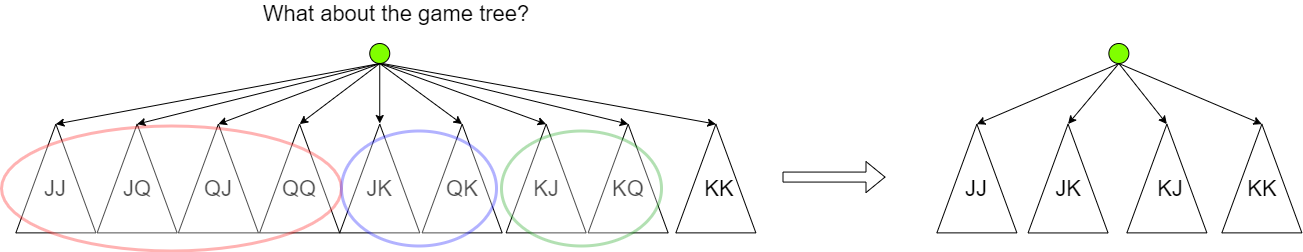 What about the game tree?
JJ JQ QJ QQ JK QK KJ KQ KK JJ JK KJ KK